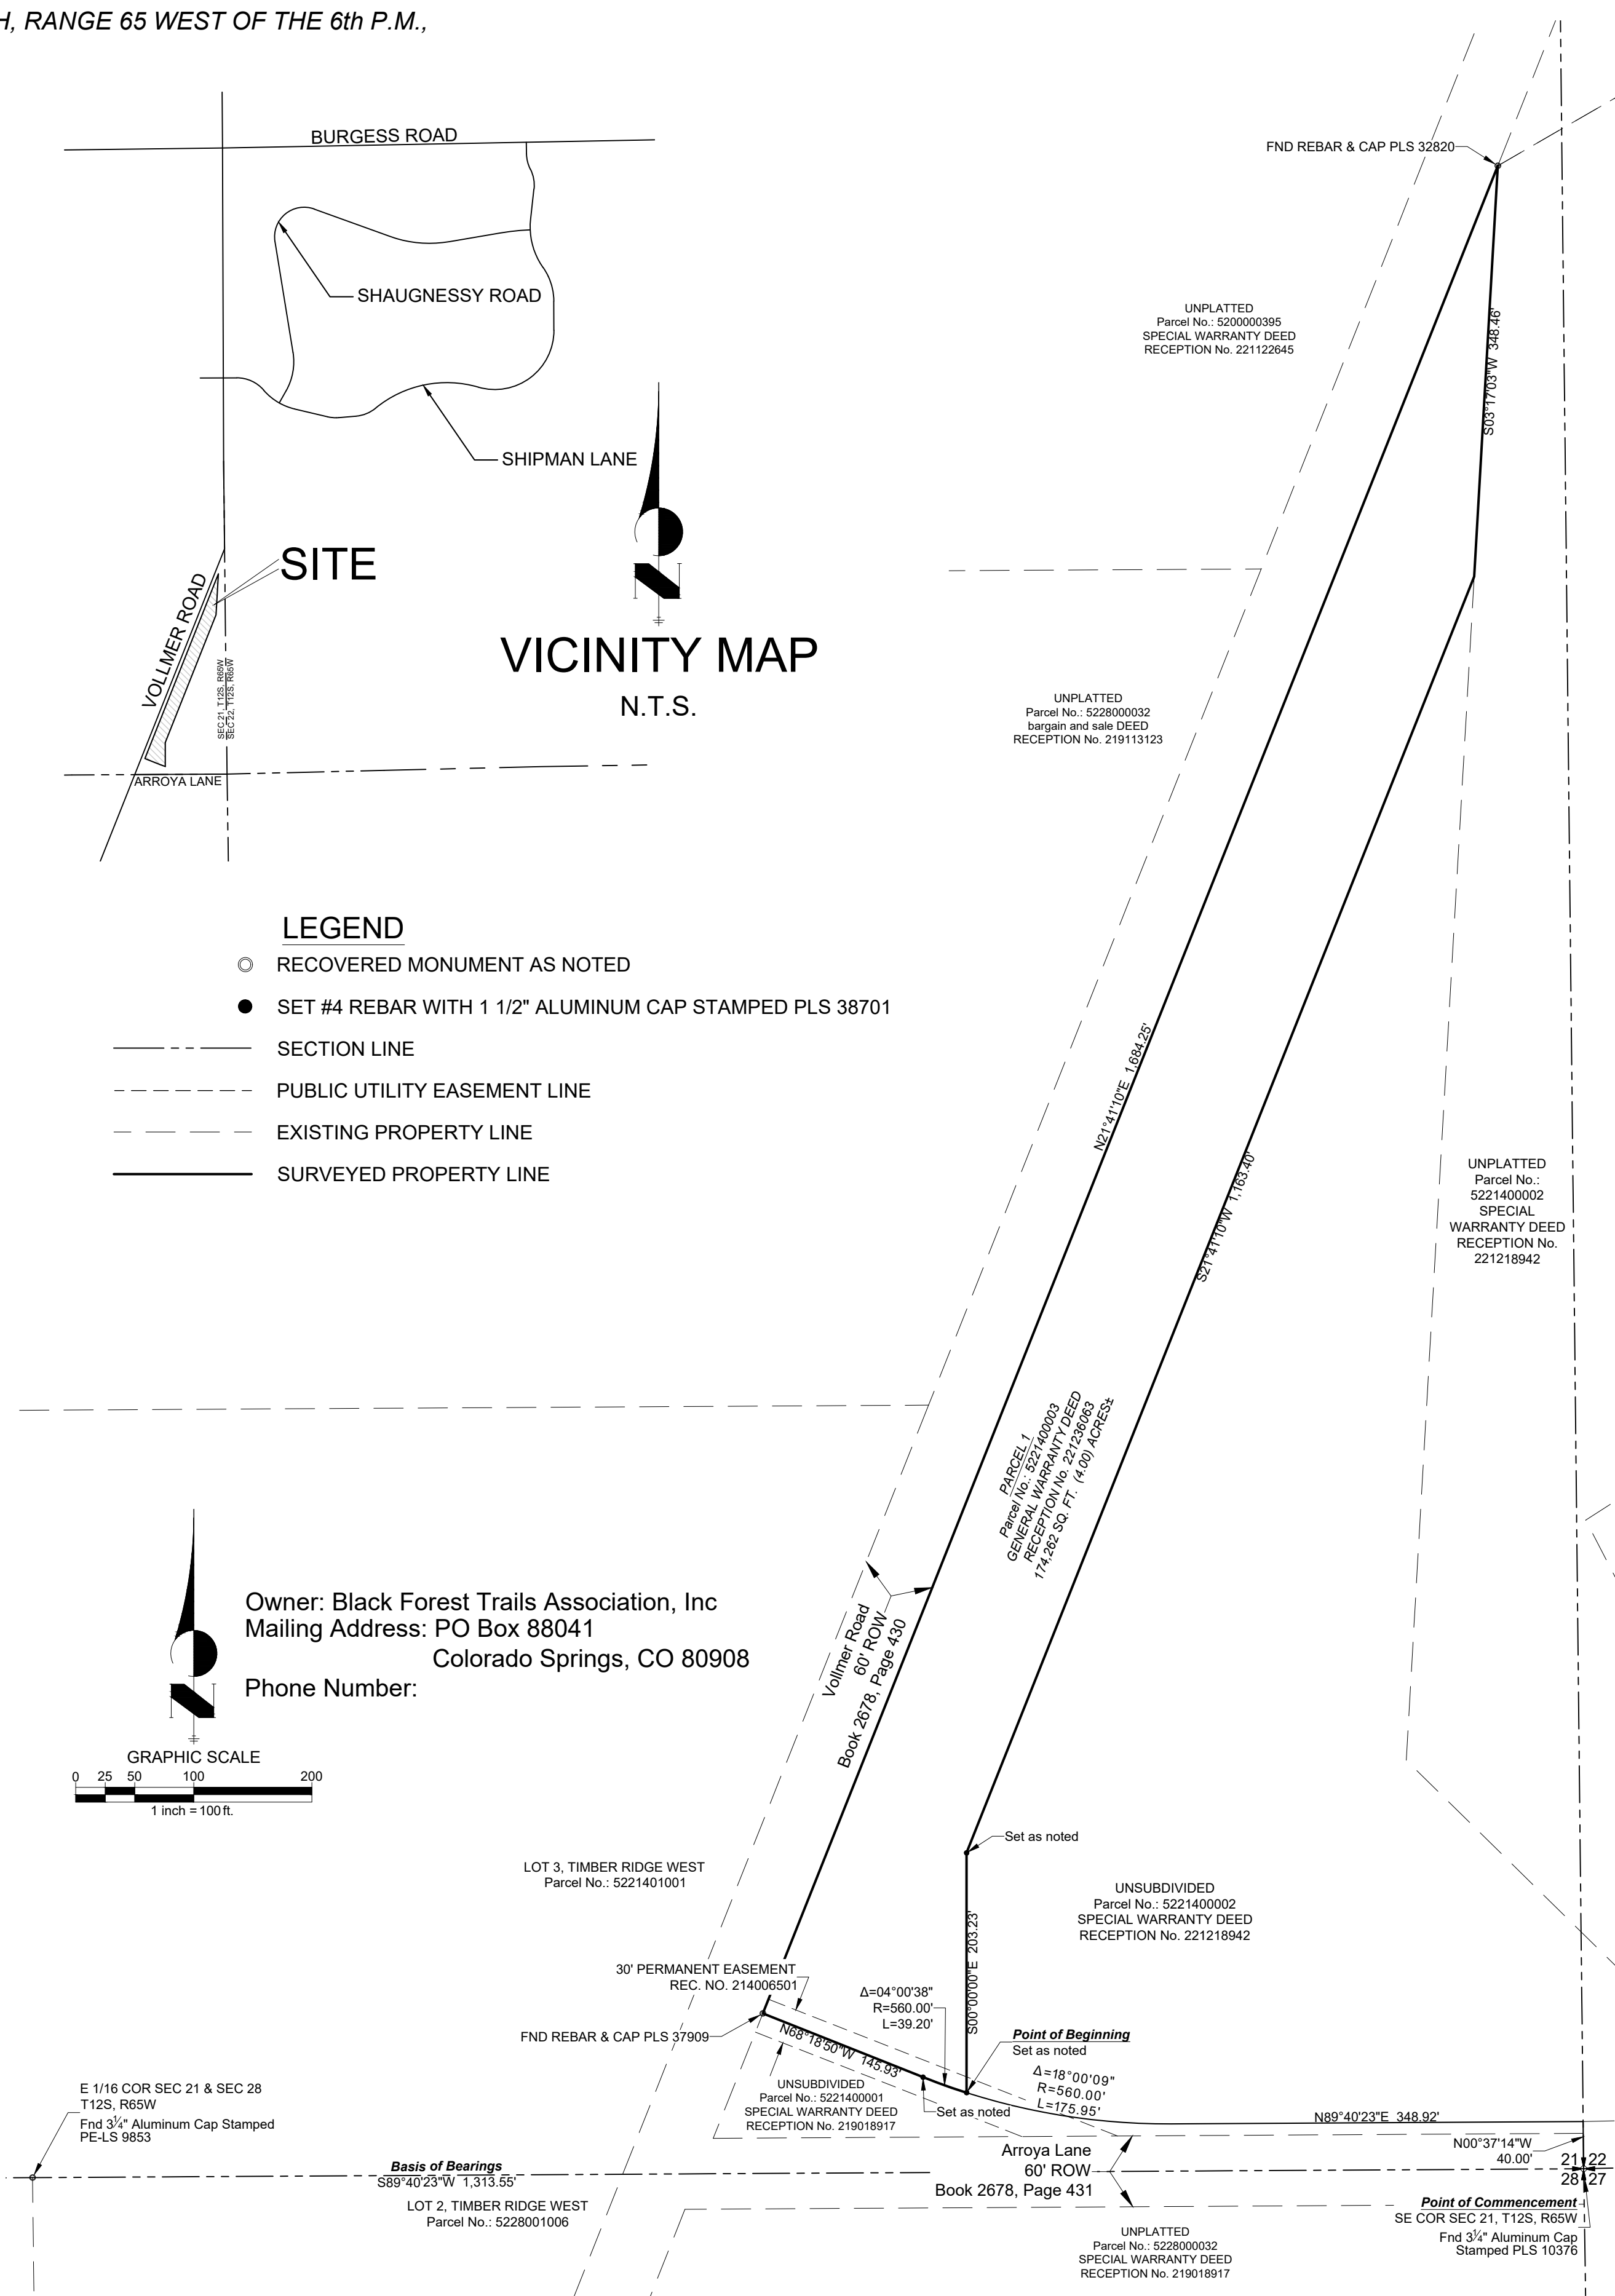 H, RANGE 65 WEST OF THE 6th P.M.,
BURGESS ROAD
SHAUGNESSY ROAD
SHIPMAN LANE
SITE
VOLLMER ROAD
SEC 21, T12S, R65W
SEC 22, T12S, R65W
ARROYA LANE
N
VICINITY MAP
N.T.S.
LEGEND
RECOVERED MONUMENT AS NOTED
SET #4 REBAR WITH 1 1/2" ALUMINUM CAP STAMPED PLS 38701
SECTION LINE
PUBLIC UTILITY EASEMENT LINE
EXISTING PROPERTY LINE
SURVEYED PROPERTY LINE
FND REBAR & CAP PLS 32820
UNPLATTED
Parcel No.: 5200000395
SPECIAL WARRANTY DEED
RECEPTION No. 221122645
S03°17'03"W 348.46'
UNPLATTED
Parcel No.: 5228000032
bargain and sale DEED
RECEPTION No. 219113123
N21°41'10"E 1,684.25'
S21°41'10"W 1,163.40'
UNPLATTED
Parcel No.:
5221400002
SPECIAL
WARRANTY DEED
RECEPTION No.
221218942
PARCEL 1
Parcel No.: 5221400003
GENERAL WARRANTY DEED
RECEPTION No. 221236063
174,262 SQ. FT. (4.00) ACRES±
Vollmer Road
60' ROW
Book 2678, Page 430
N
Owner: Black Forest Trails Association, Inc
Mailing Address: PO Box 88041
Colorado Springs, CO 80908
Phone Number:
GRAPHIC SCALE
0 25 50 100 200
1 inch = 100 ft.
LOT 3, TIMBER RIDGE WEST
Parcel No.: 5221401001
Set as noted
UNSUBDIVIDED
Parcel No.: 5221400002
SPECIAL WARRANTY DEED
RECEPTION No. 221218942
S00°00'00"E 203.23'
30' PERMANENT EASEMENT
REC. NO. 214006501
Δ=04°00'38"
R=560.00'
L=39.20'
FND REBAR & CAP PLS 37909
N68°18'50"W 145.93'
Point of Beginning
Set as noted
Δ=18°00'09"
R=560.00'
L=175.95'
UNSUBDIVIDED
Parcel No.: 5221400001
SPECIAL WARRANTY DEED
RECEPTION No. 219018917
Set as noted
N89°40'23"E 348.92'
N00°37'14"W
40.00'
21 22
28 27
E 1/16 COR SEC 21 & SEC 28
T12S, R65W
Fnd 3¼" Aluminum Cap Stamped
PE-LS 9853
Basis of Bearings
S89°40'23"W 1,313.55'
Arroya Lane
60' ROW
Book 2678, Page 431
LOT 2, TIMBER RIDGE WEST
Parcel No.: 5228001006
Point of Commencement
SE COR SEC 21, T12S, R65W
Fnd 3¼" Aluminum Cap
Stamped PLS 10376
UNPLATTED
Parcel No.: 5228000032
SPECIAL WARRANTY DEED
RECEPTION No. 219018917